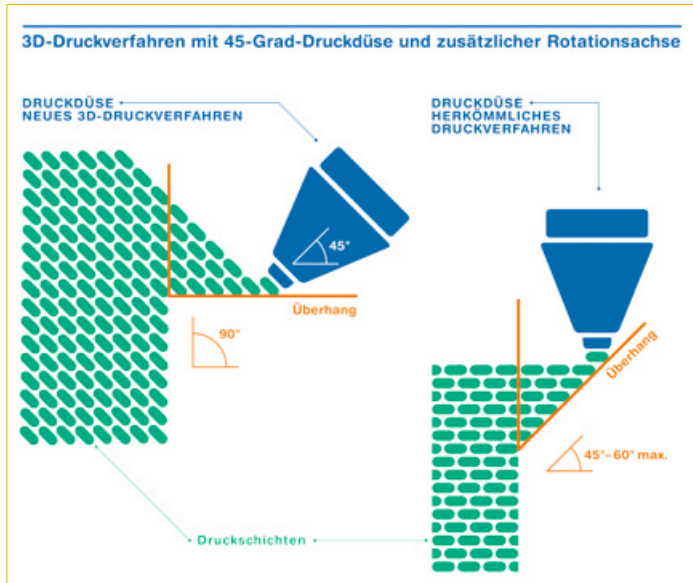 3D-Druckverfahren mit 45-Grad-Druckdüse und zusätzlicher Rotationsachse
DRUCKDÜSE
NEUES 3D-DRUCKVERFAHREN
DRUCKDÜSE
HERKÖMMLICHES
DRUCKVERFAHREN
45°
Überhang
90°
Überhang
45°–60° max.
Druckschichten